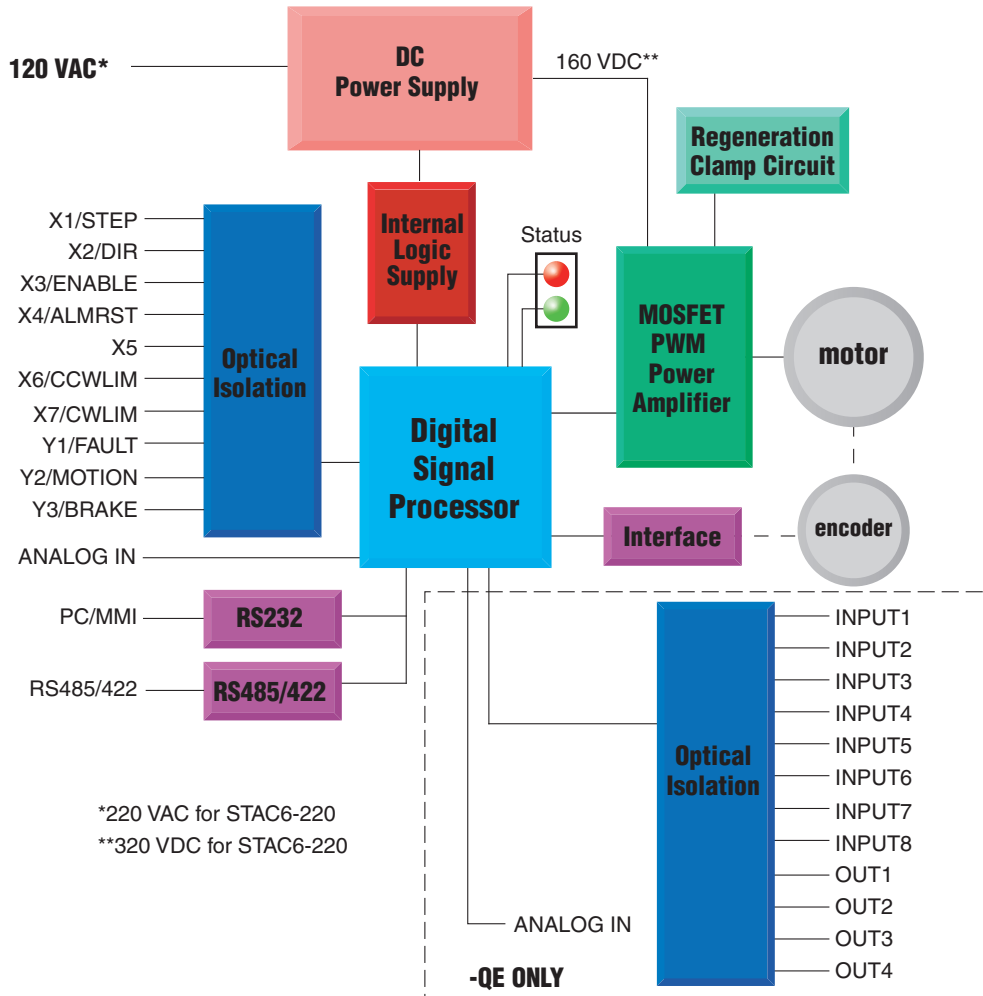 120 VAC*
DC
Power Supply
160 VDC**
Regeneration
Clamp Circuit
Internal
Logic
Supply
Status
X1/STEP
X2/DIR
X3/ENABLE
X4/ALMRST
X5
X6/CCWLIM
X7/CWLIM
Y1/FAULT
Y2/MOTION
Y3/BRAKE
Optical
Isolation
MOSFET
PWM
Power
Amplifier
motor
Digital
Signal
Processor
Interface
encoder
ANALOG IN
PC/MMI
RS232
RS485/422
RS485/422
INPUT1
INPUT2
INPUT3
INPUT4
INPUT5
INPUT6
INPUT7
INPUT8
OUT1
OUT2
OUT3
OUT4
Optical
Isolation
*220 VAC for STAC6-220
**320 VDC for STAC6-220
ANALOG IN
-QE ONLY